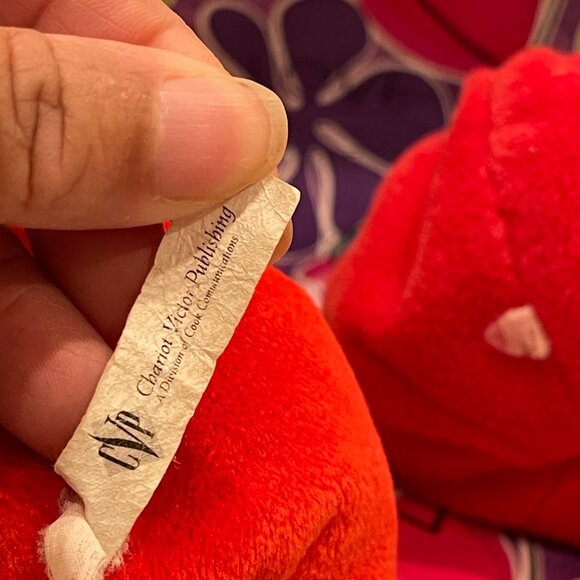 Chariot Victor Publishing
A Division of Cook Communications
CVP